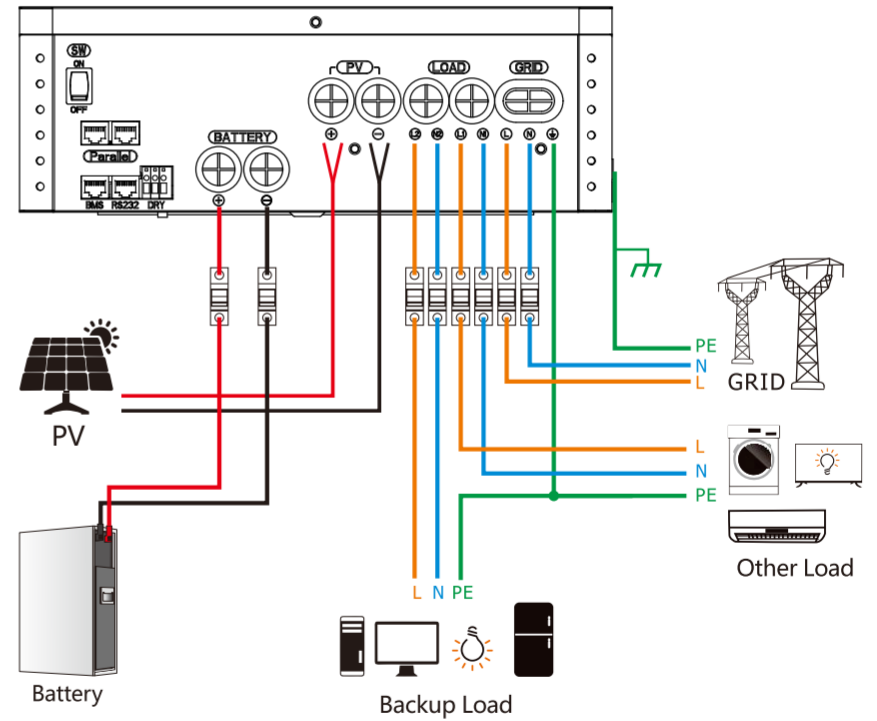 SW
ON
OFF
PV
LOAD
GRID
+
−
L2
N2
L1
N1
L
N
BATTERY
+
−
Parallel
BMS
RS232
DRY
PE
N
L
GRID
PV
L
N
PE
Other Load
L
N
PE
Backup Load
Battery